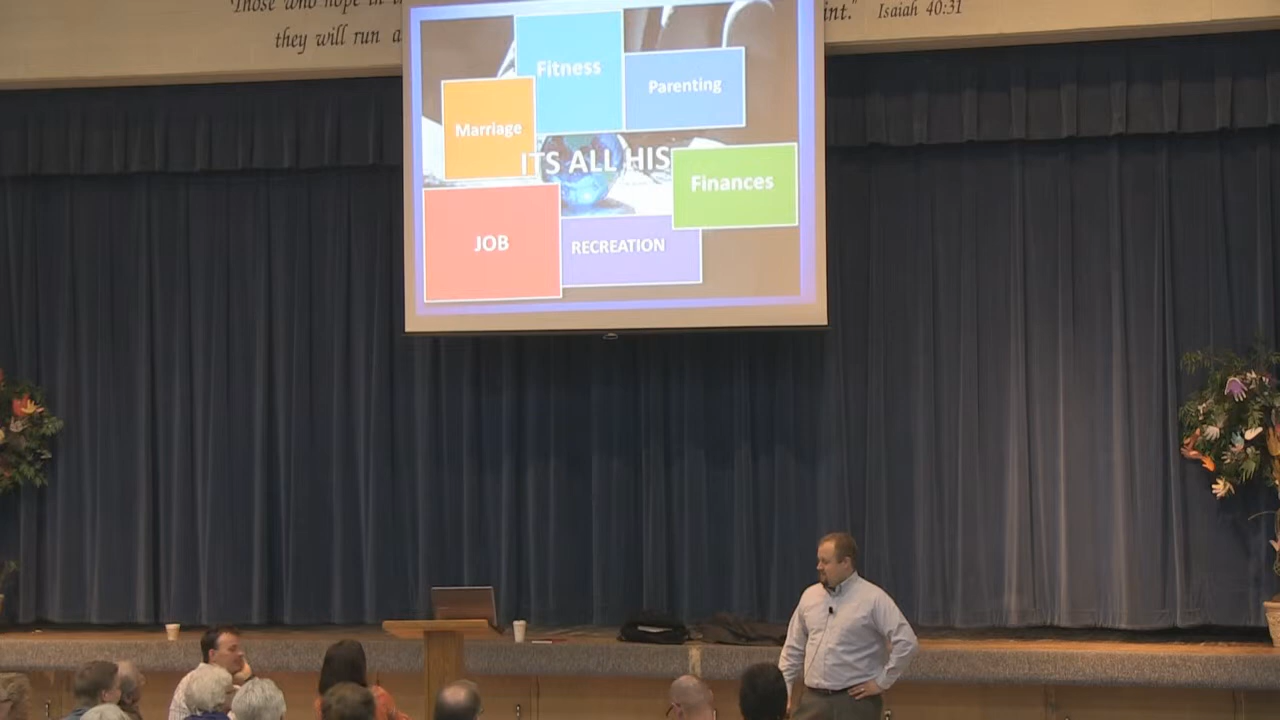 Those who hope in
int." Isaiah 40:31
they will run a
Fitness
Parenting
Marriage
ITS ALL HIS
Finances
JOB
RECREATION